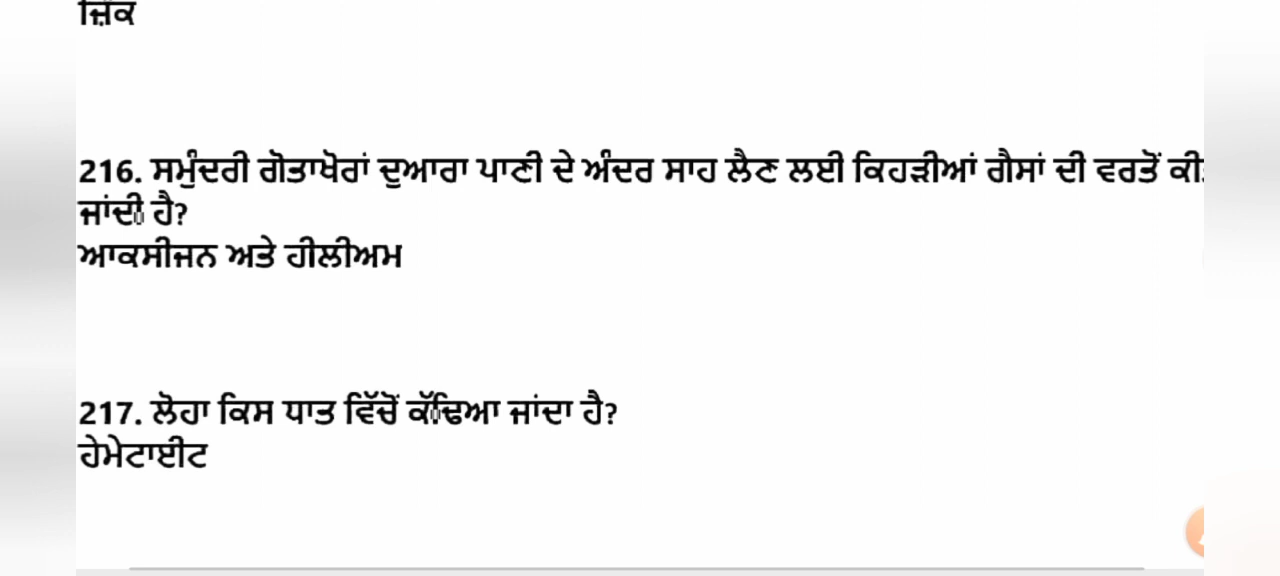 ਜ਼ਿੰਕ
216. ਸਮੁੰਦਰੀ ਗੋਤਾਖੋਰਾਂ ਦੁਆਰਾ ਪਾਣੀ ਦੇ ਅੰਦਰ ਸਾਹ ਲੈਣ ਲਈ ਕਿਹੜੀਆਂ ਗੈਸਾਂ ਦੀ ਵਰਤੋਂ
ਜਾਂਦੀ ਹੈ?
ਆਕਸੀਜਨ ਅਤੇ ਹੀਲੀਅਮ
217. ਲੋਹਾ ਕਿਸ ਧਾਤ ਵਿੱਚੋਂ ਕੱਢਿਆ ਜਾਂਦਾ ਹੈ?
ਹੇਮੇਟਾਈਟ